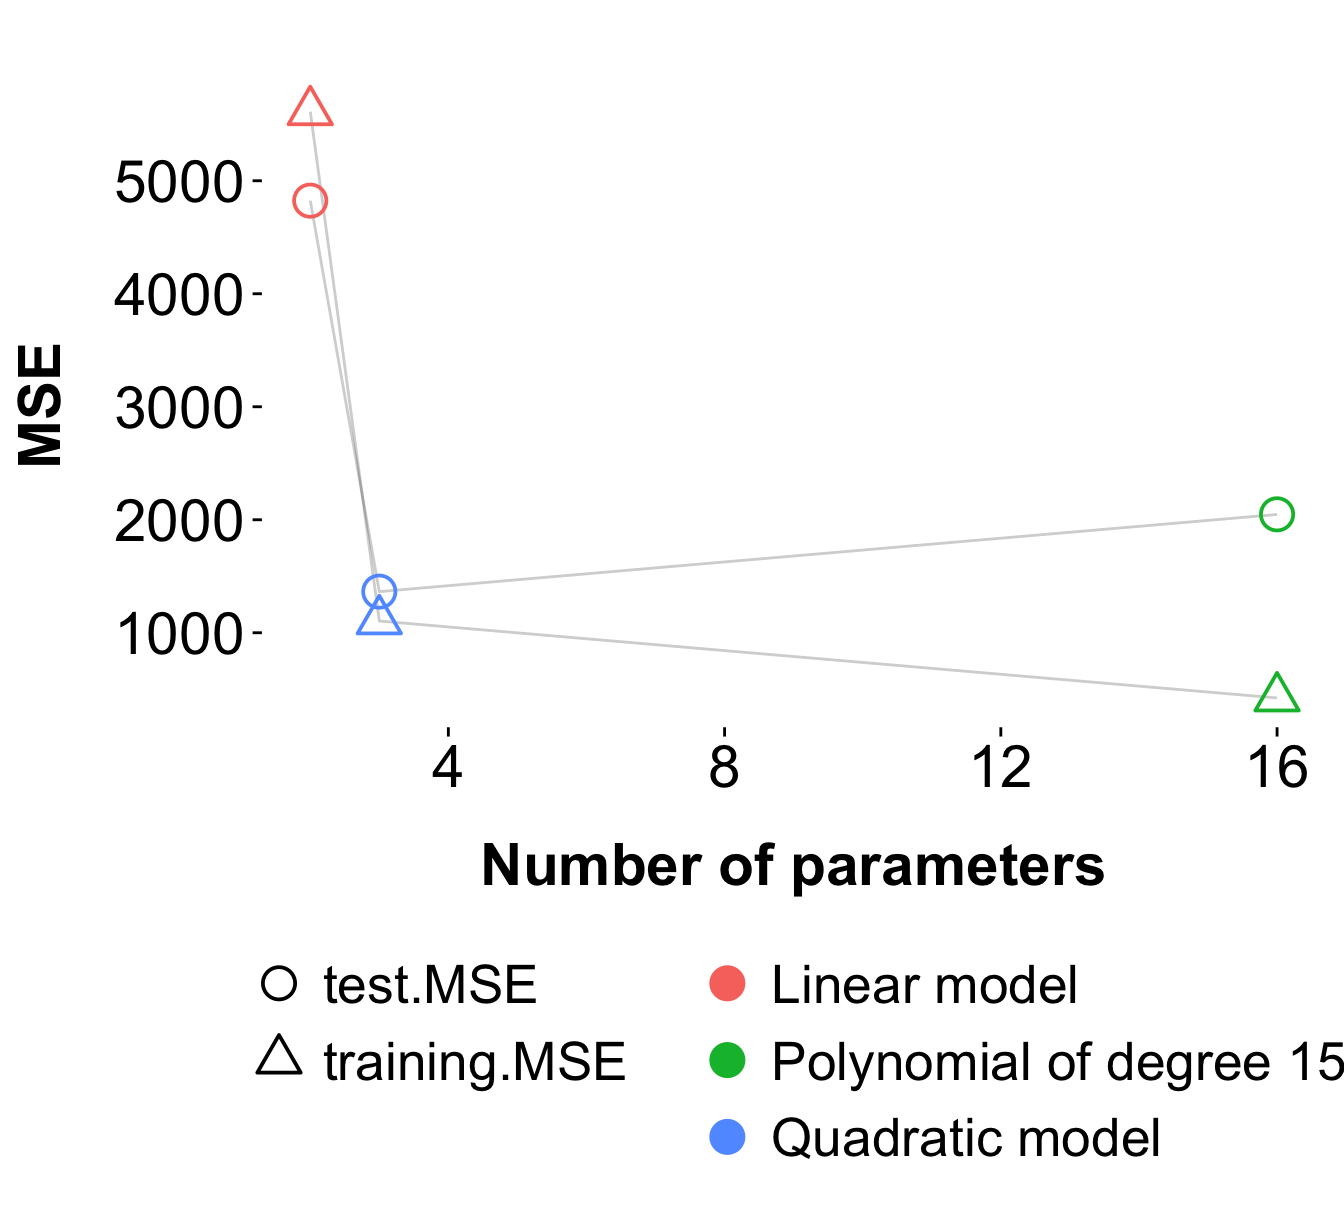 5000
4000
3000
2000
1000
MSE
4 8 12 16
Number of parameters
test.MSE
training.MSE
Linear model
Polynomial of degree 15
Quadratic model